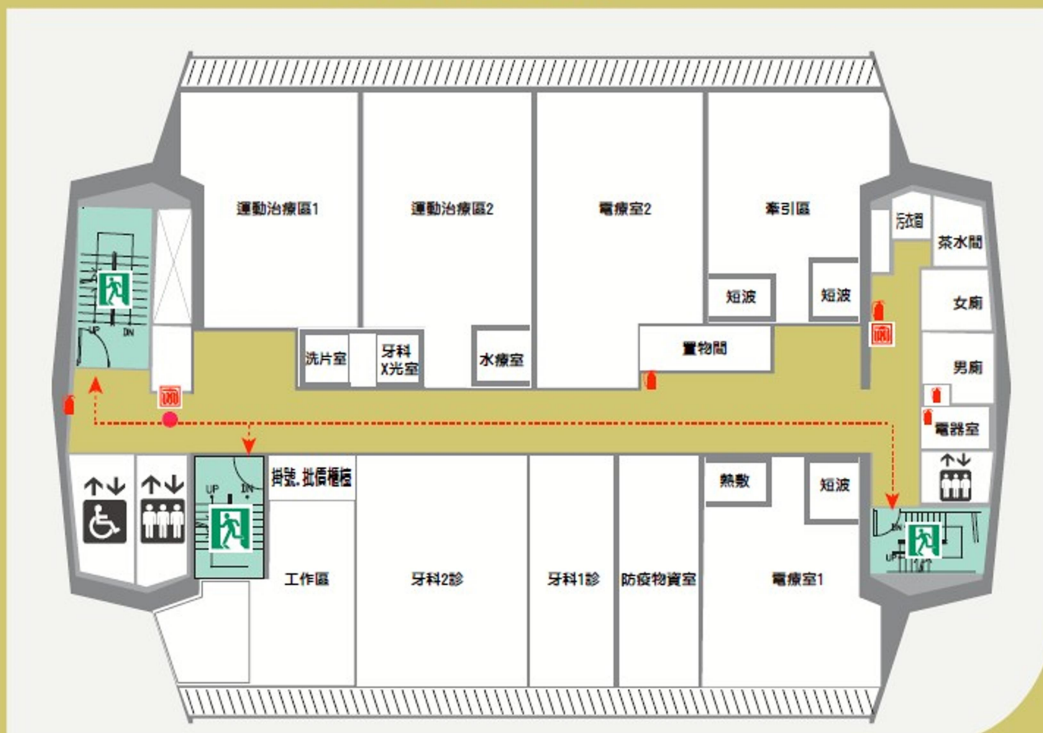 運動治療區1
運動治療區2
電療室2
牽引區
污衣間
茶水間
短波
短波
女廁
置物間
洗片室
牙科
X光室
水療室
男廁
UP DN
電器室
掛號.批價櫃檯
熱敷
短波
UP DN
DN
UP
工作區
牙科2診
牙科1診
防疫物資室
電療室1